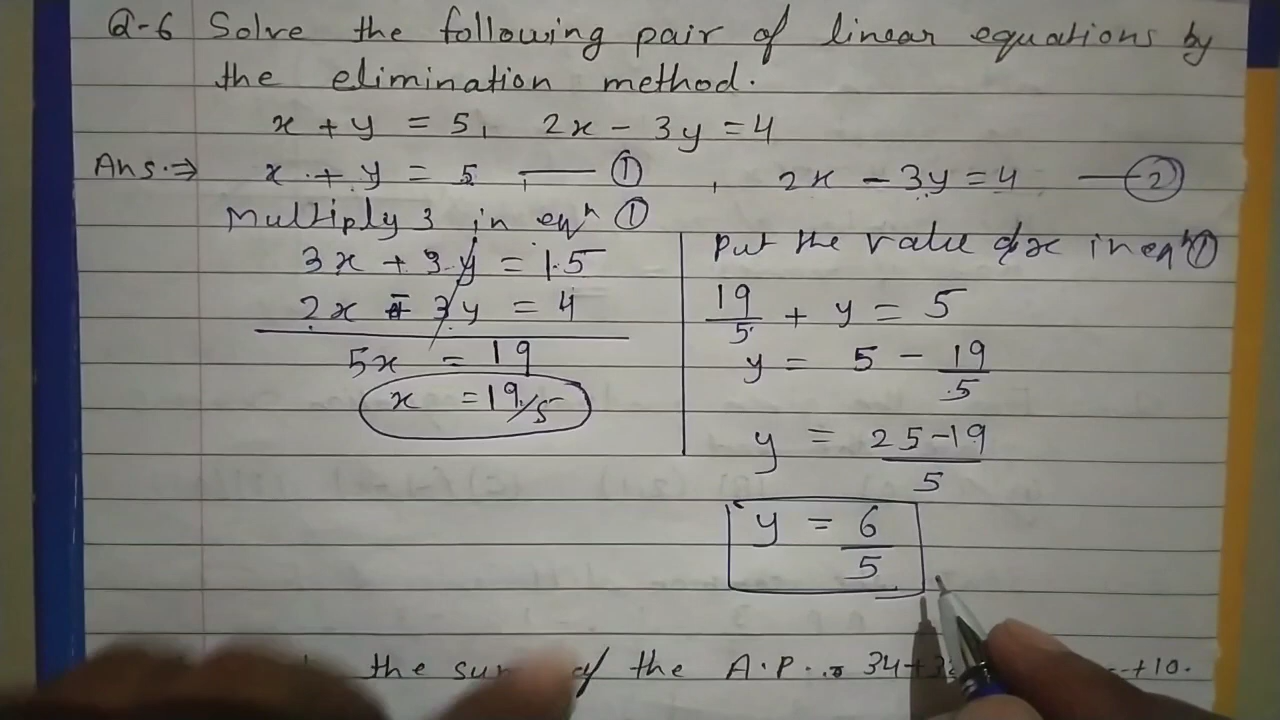 Q-6 Solve the following pair of linear equations by
the elimination method.
x + y = 5, 2x - 3y = 4
Ans.⇒ x + y = 5 —— ① , 2x - 3y = 4 —— ②
Multiply 3 in eqⁿ ①
3x + 3y = 15
2x - 3y = 4
5x = 19
x = 19/5
Put the value of x in eqⁿ ①
19/5 + y = 5
y = 5 - 19/5
y = 25-19/5
y = 6/5
the sum of the A.P.. 34+3 +10.